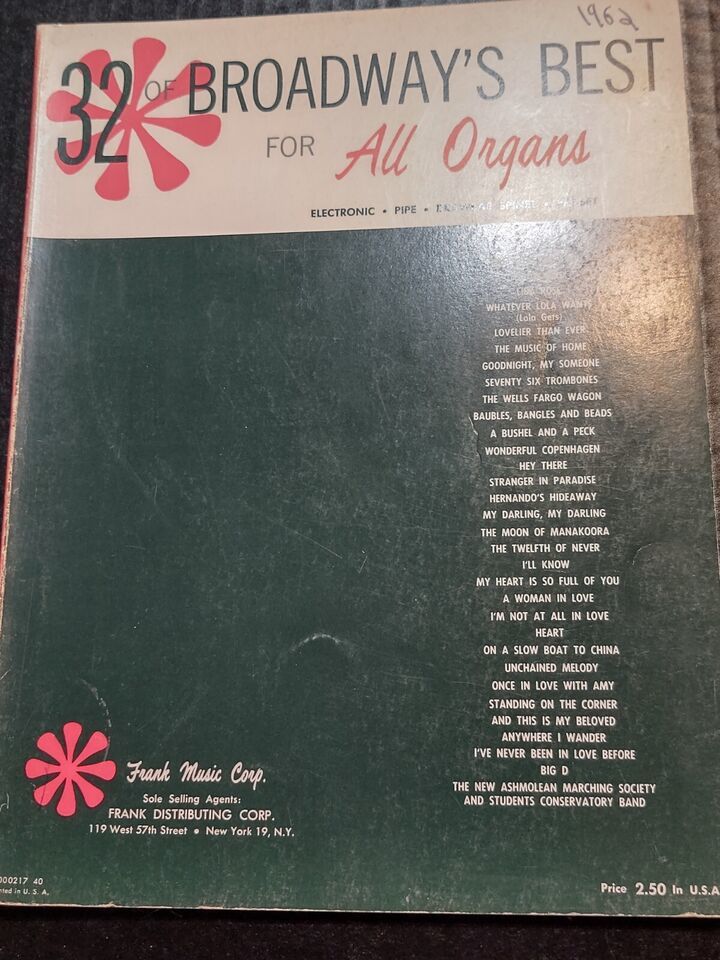 1962
32 OF BROADWAY'S BEST
FOR All Organs
ELECTRONIC • PIPE • SPINET •
WHATEVER LOLA WANTS
(Lola Gets)
LOVELIER THAN EVER
THE MUSIC OF HOME
GOODNIGHT, MY SOMEONE
SEVENTY SIX TROMBONES
THE WELLS FARGO WAGON
BAUBLES, BANGLES AND BEADS
A BUSHEL AND A PECK
WONDERFUL COPENHAGEN
HEY THERE
STRANGER IN PARADISE
HERNANDO'S HIDEAWAY
MY DARLING, MY DARLING
THE MOON OF MANAKOORA
THE TWELFTH OF NEVER
I'LL KNOW
MY HEART IS SO FULL OF YOU
A WOMAN IN LOVE
I'M NOT AT ALL IN LOVE
HEART
ON A SLOW BOAT TO CHINA
UNCHAINED MELODY
ONCE IN LOVE WITH AMY
STANDING ON THE CORNER
AND THIS IS MY BELOVED
ANYWHERE I WANDER
I'VE NEVER BEEN IN LOVE BEFORE
BIG D
THE NEW ASHMOLEAN MARCHING SOCIETY
AND STUDENTS CONSERVATORY BAND
Frank Music Corp.
Sole Selling Agents:
FRANK DISTRIBUTING CORP.
119 West 57th Street • New York 19, N.Y.
000217 40
nted in U. S. A.
Price 2.50 In U.S.A